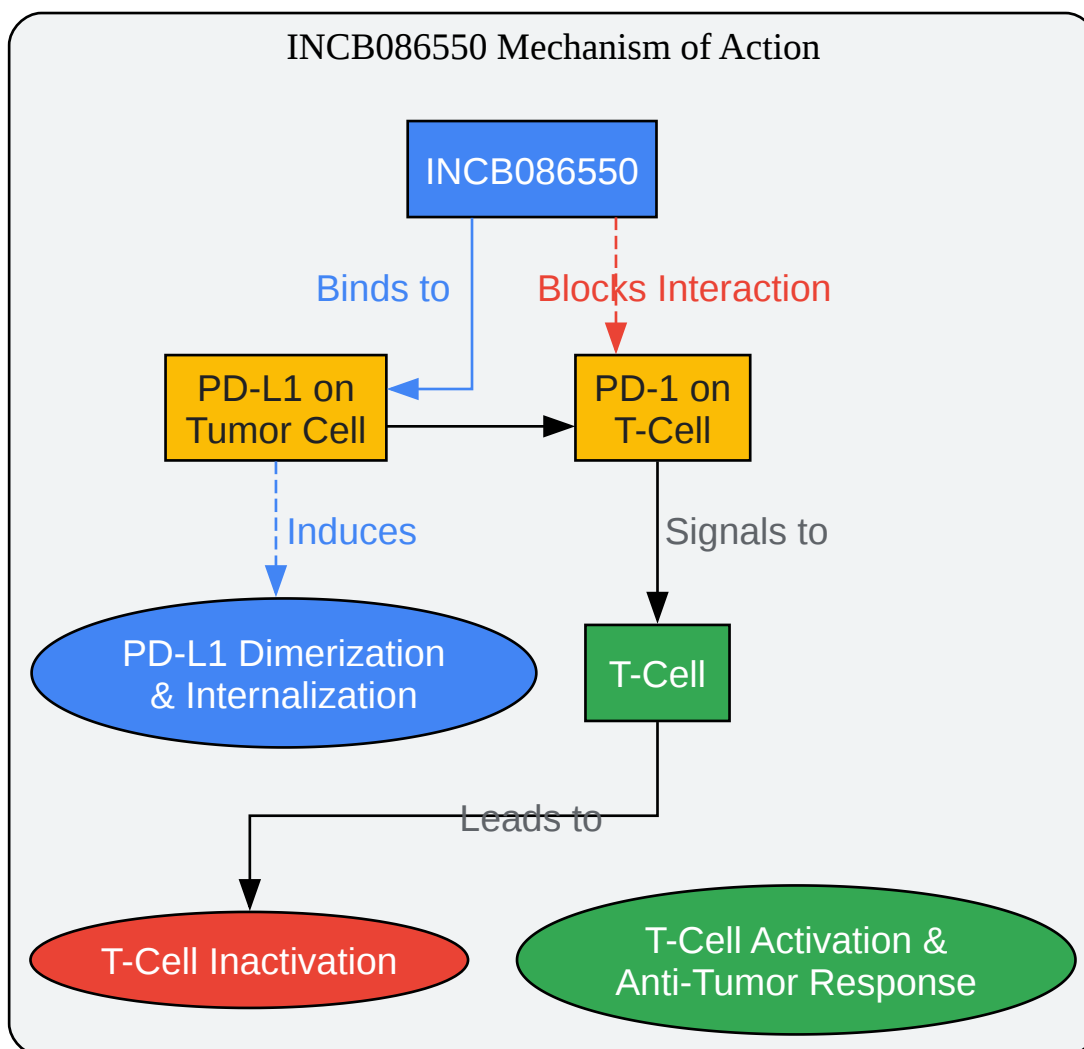 INCB086550 Mechanism of Action
INCB086550
Binds to
Blocks Interaction
PD-L1 on
Tumor Cell
PD-1 on
T-Cell
Induces
Signals to
PD-L1 Dimerization
& Internalization
T-Cell
Leads to
T-Cell Inactivation
T-Cell Activation &
Anti-Tumor Response